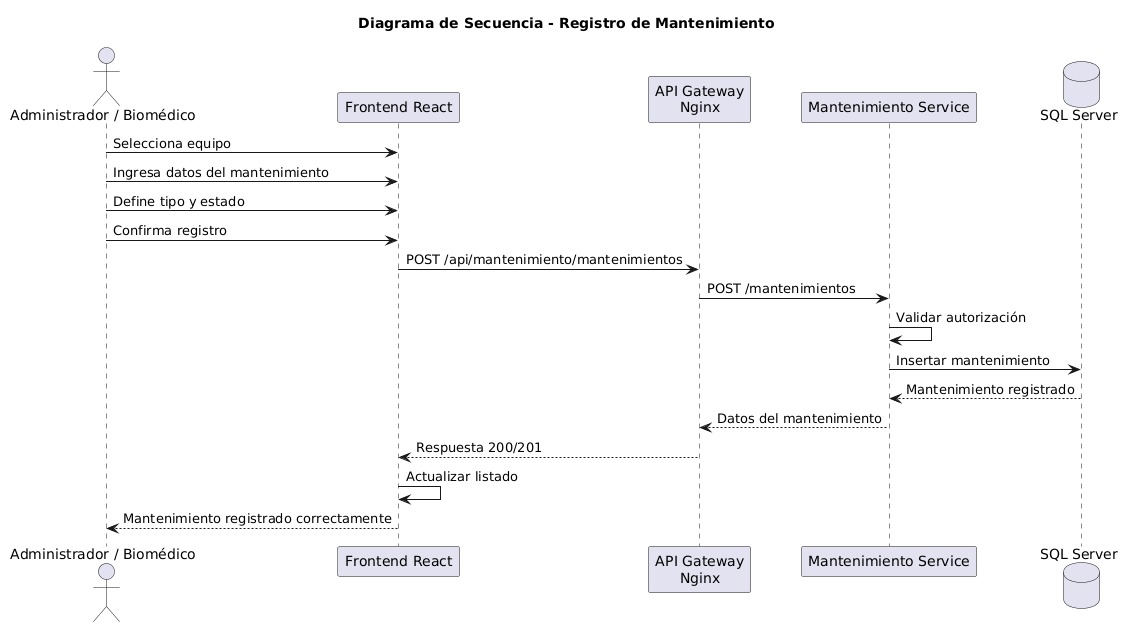 Diagrama de Secuencia - Registro de Mantenimiento
Administrador / Biomédico
Frontend React
API Gateway
Nginx
Mantenimiento Service
SQL Server
Selecciona equipo
Ingresa datos del mantenimiento
Define tipo y estado
Confirma registro
POST /api/mantenimiento/mantenimientos
POST /mantenimientos
Validar autorización
Insertar mantenimiento
Mantenimiento registrado
Datos del mantenimiento
Respuesta 200/201
Actualizar listado
Mantenimiento registrado correctamente
Administrador / Biomédico
Frontend React
API Gateway
Nginx
Mantenimiento Service
SQL Server